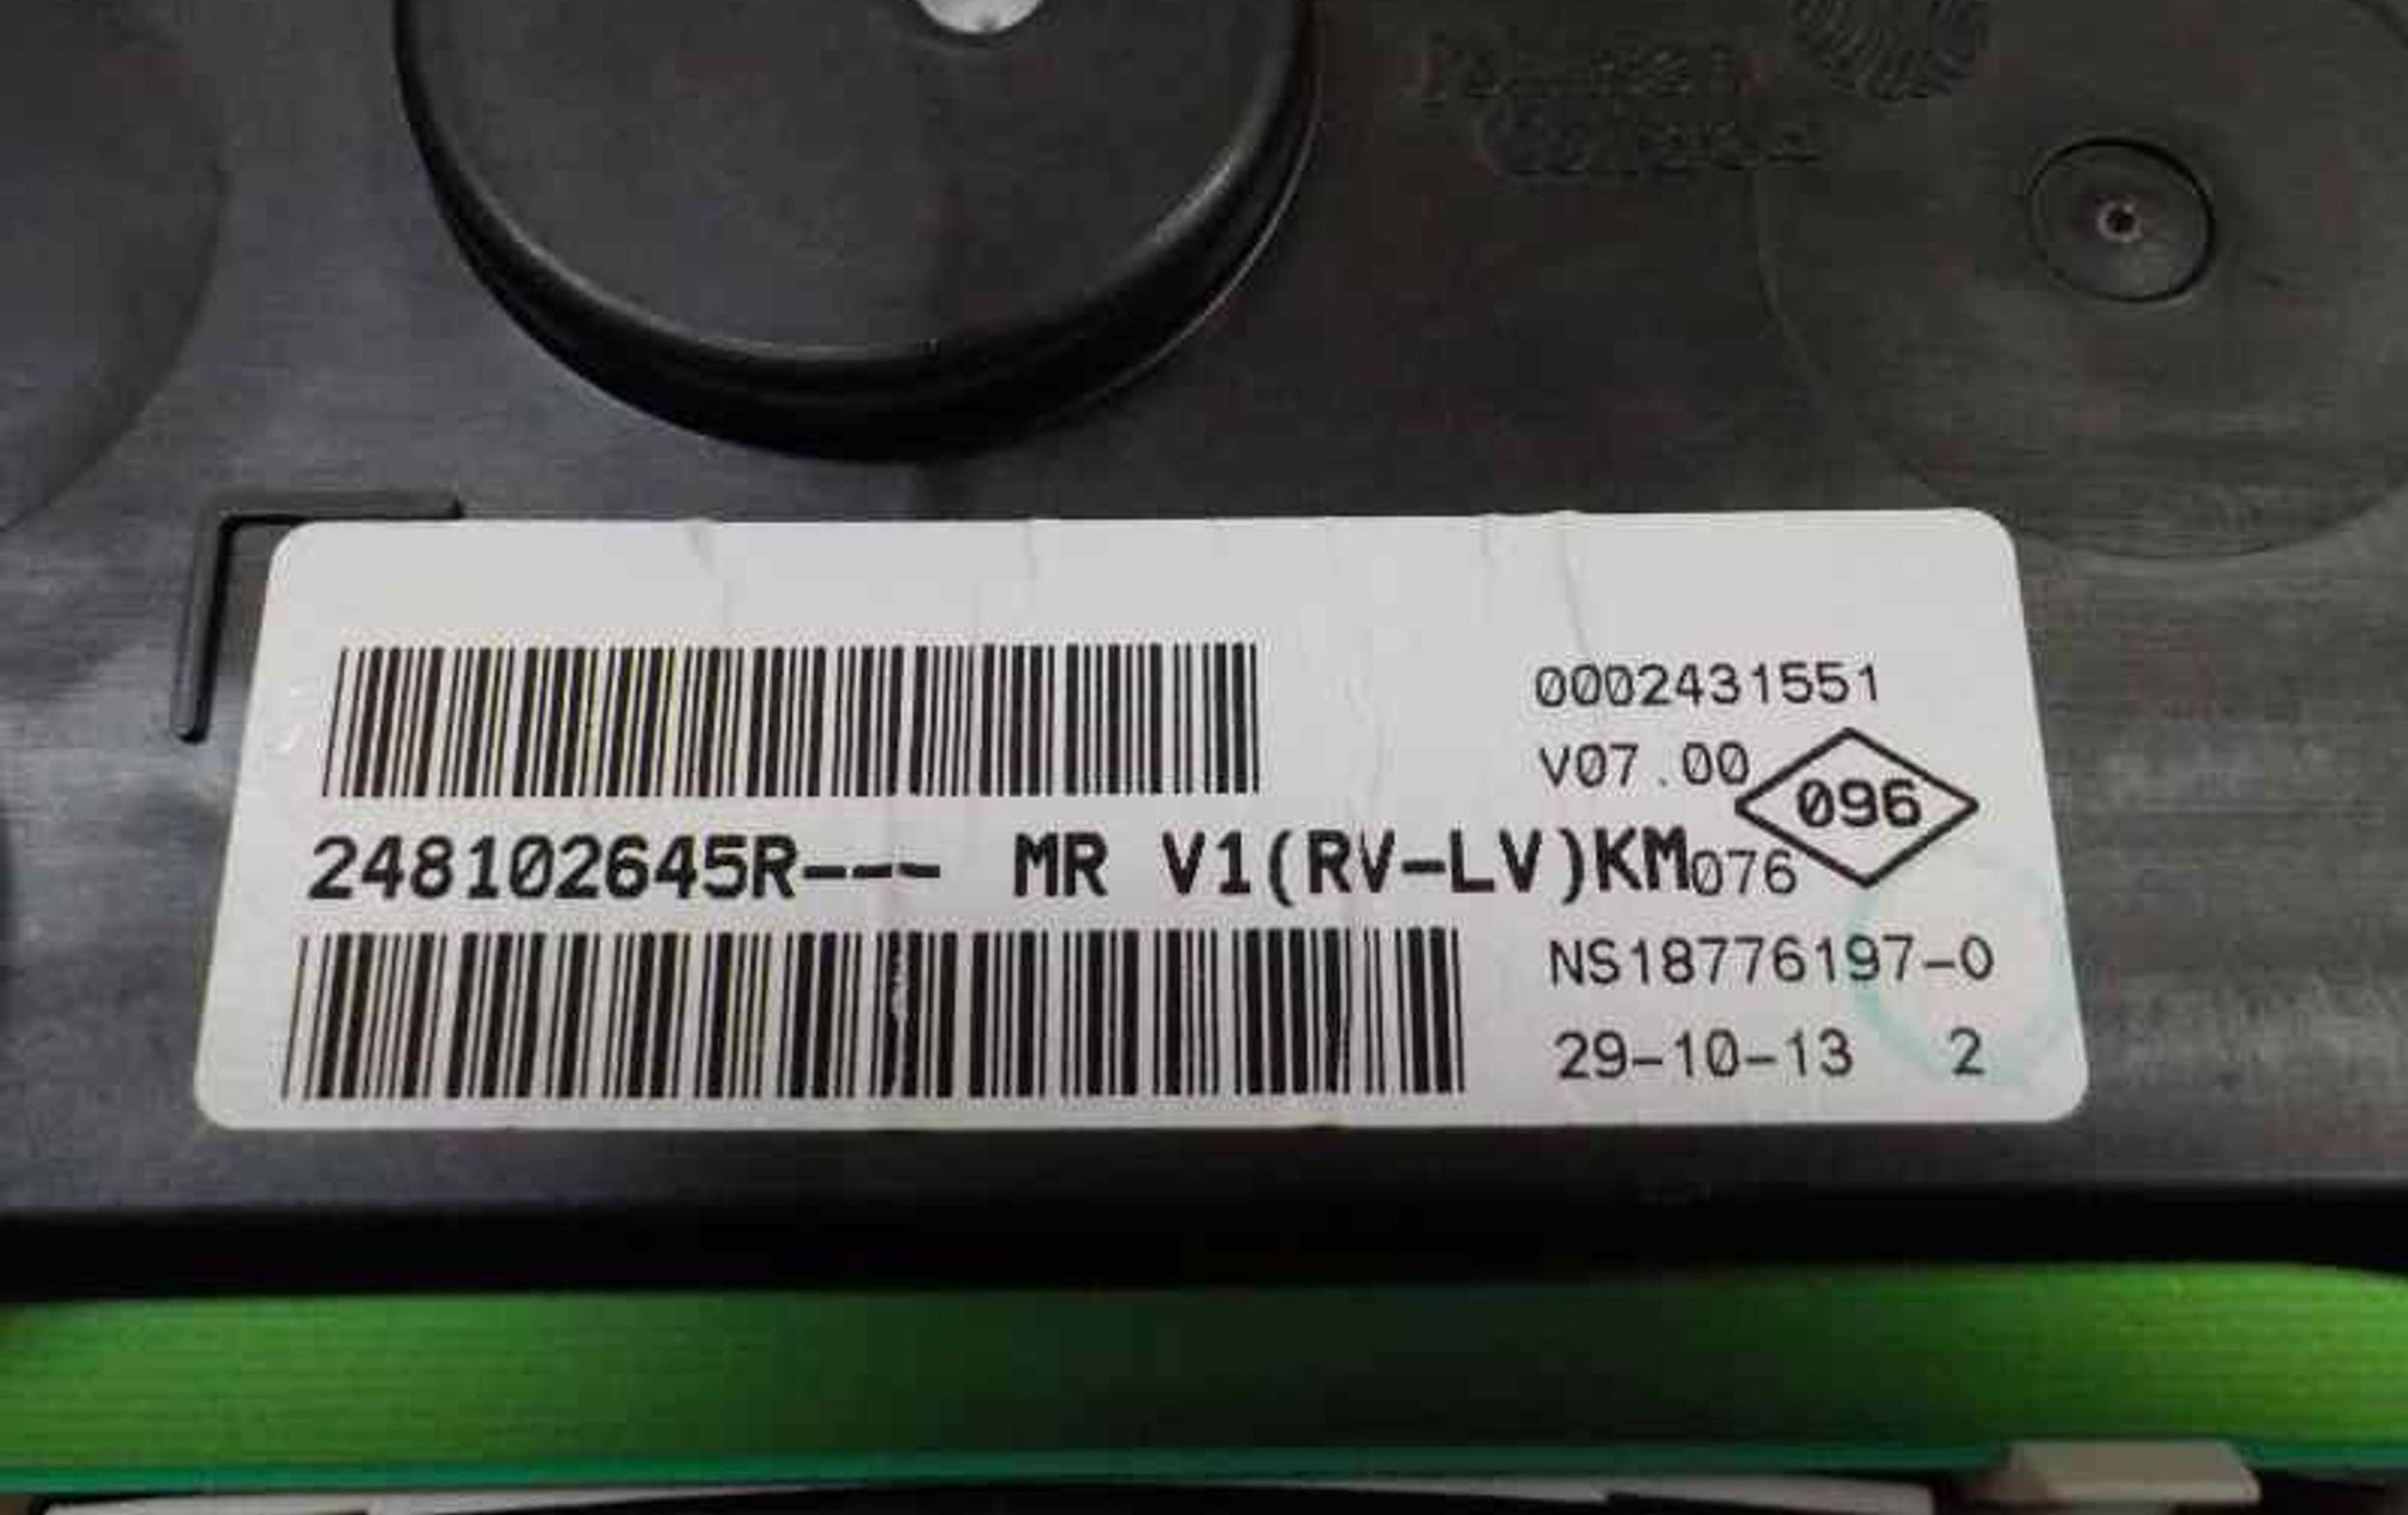 0002431551
V07.00
096
248102645R--- MR V1(RV-LV)KM076
NS18776197-0
29-10-13 2